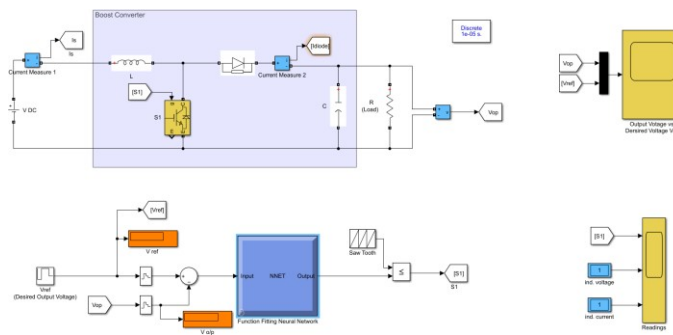 Boost Converter
Discrete
1e-05 s.
Is
Is
[Idiode]
Current Measure 1
L
Current Measure 2
Vop
[Vref]
[S1]
V DC
S1
C
R
(Load)
Vop
Output Votage vs
Denired Voltage V
[Vref]
[S1]
V ref
Saw Tooth
Input
NNET
Output
≤
[S1]
S1
1
ind. voltage
Vref
(Desired Output Voltage)
Vop
1
ind. current
V o/p
Function Fitting Neural Network
Readings